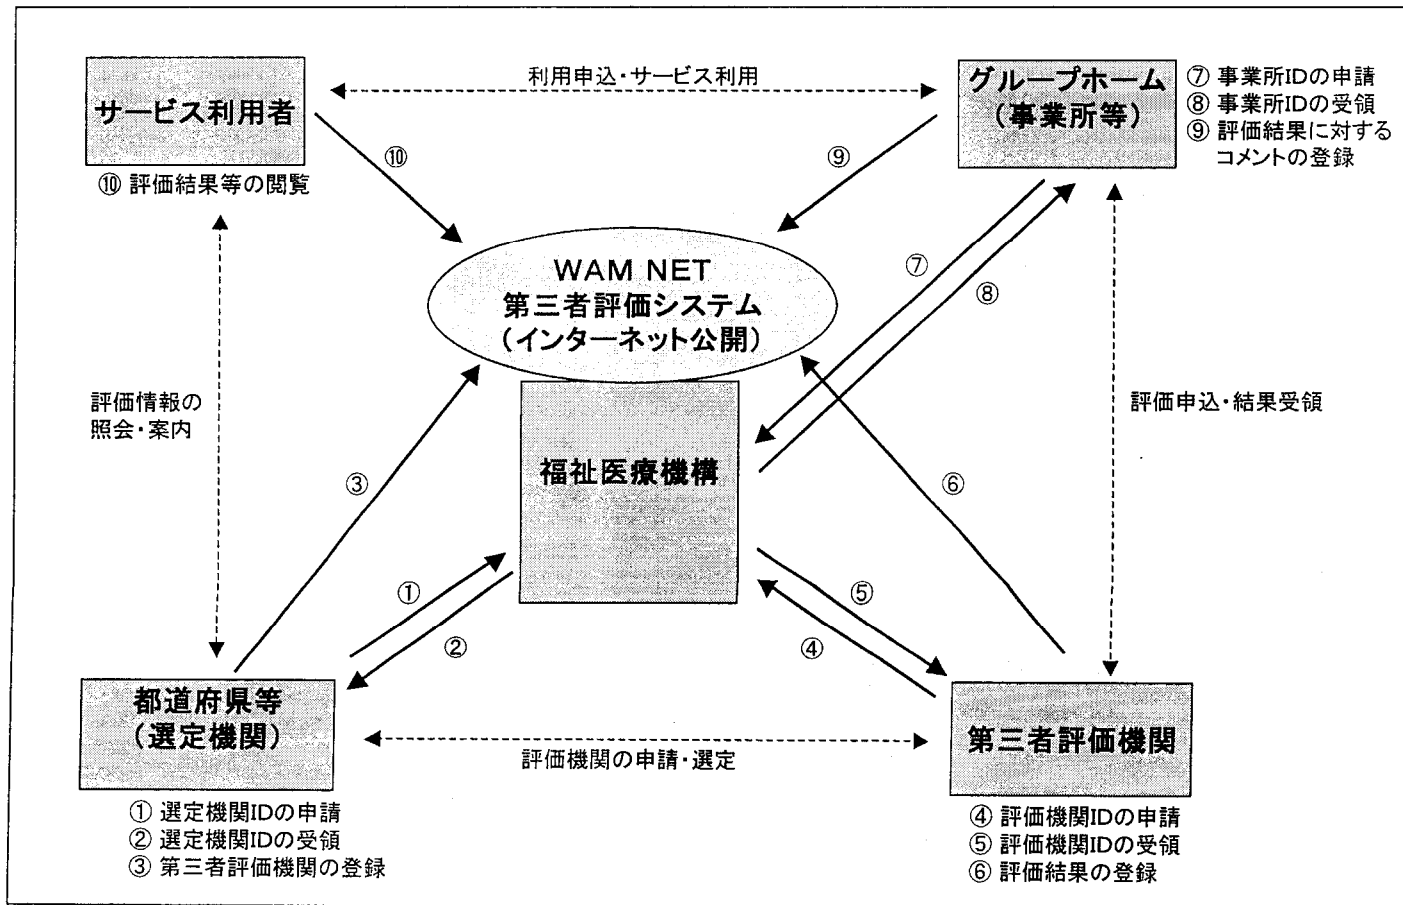 利用申込・サービス利用
サービス利用者
⑩ 評価結果等の閲覧
グループホーム
（事業所等）
⑦ 事業所IDの申請
⑧ 事業所IDの受領
⑨ 評価結果に対する
コメントの登録
⑩
⑨
WAM NET
第三者評価システム
（インターネット公開）
⑦
⑧
評価情報の
照会・案内
評価申込・結果受領
福祉医療機構
③
⑥
①
②
⑤
④
都道府県等
（選定機関）
評価機関の申請・選定
第三者評価機関
① 選定機関IDの申請
② 選定機関IDの受領
③ 第三者評価機関の登録
④ 評価機関IDの申請
⑤ 評価機関IDの受領
⑥ 評価結果の登録